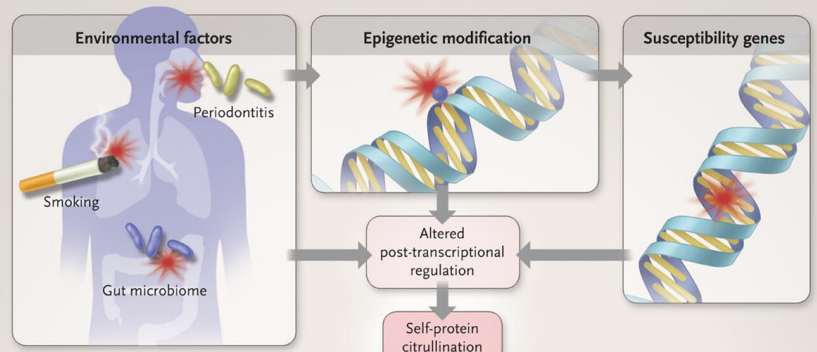 Environmental factors
Periodontitis
Smoking
Gut microbiome
Epigenetic modification
Susceptibility genes
Altered
post-transcriptional
regulation
Self-protein
citrullination